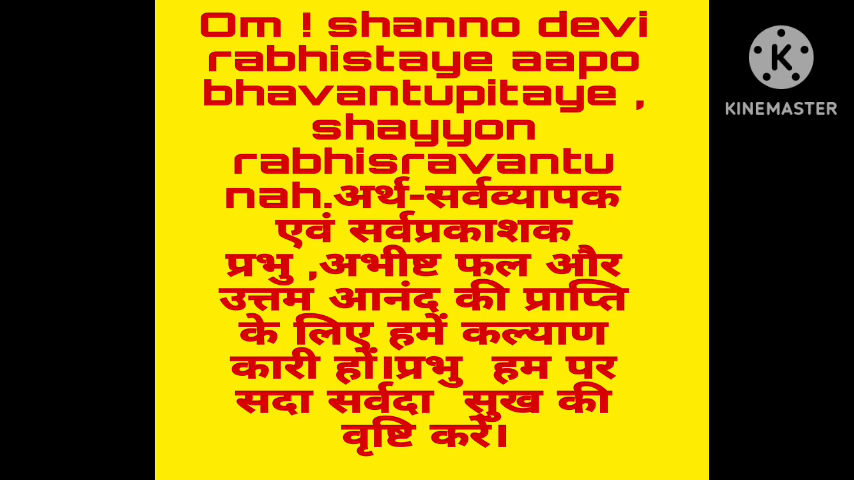 Om ! shanno devi
rabhistaye aapo
bhavantupitaye ,
shayyon
rabhisravantu
nah.अर्थ-सर्वव्यापक
एवं सर्वप्रकाशक
प्रभु ,अभीष्ट फल और
उत्तम आनंद की प्राप्ति
के लिए हमें कल्याण
कारी हों।प्रभु हम पर
सदा सर्वदा सुख की
वृष्टि करें।
KINEMASTER